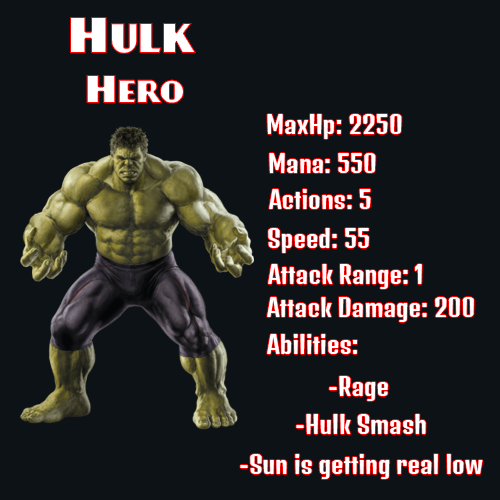 Hulk
Hero
MaxHp: 2250
Mana: 550
Actions: 5
Speed: 55
Attack Range: 1
Attack Damage: 200
Abilities:
-Rage
-Hulk Smash
-Sun is getting real low